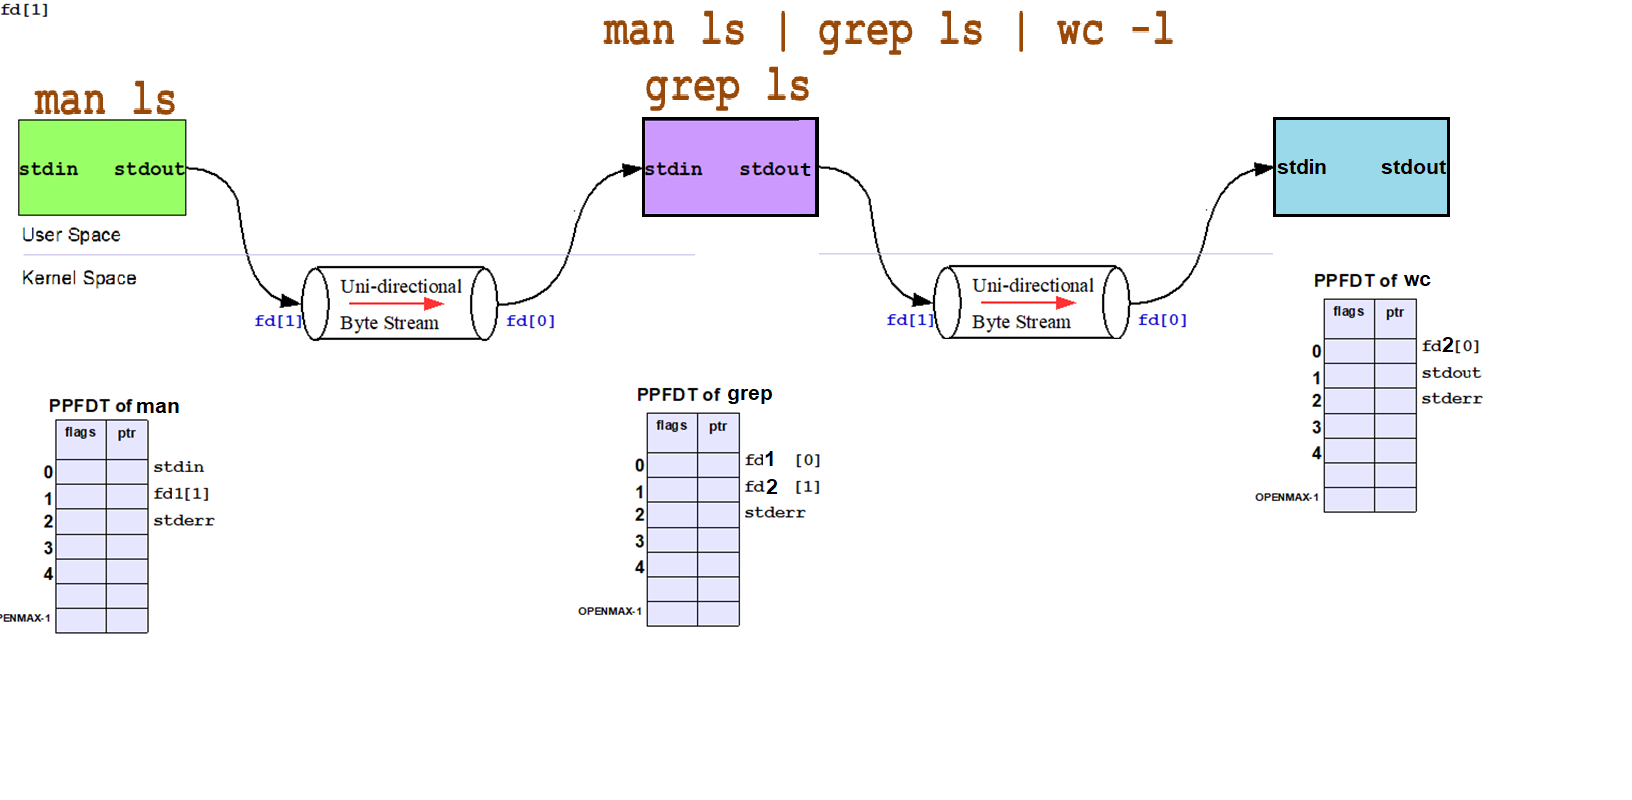 fd[1]
man ls | grep ls | wc -l
man ls
grep ls
stdin stdout
stdin stdout
stdin stdout
User Space
Kernel Space
Uni-directional
Byte Stream
fd[1]
fd[0]
Uni-directional
Byte Stream
fd[1]
fd[0]
PPFDT of man
flags ptr
0 stdin
1 fd1[1]
2 stderr
3
4
PENMAX-1
PPFDT of grep
flags ptr
0 fd1 [0]
1 fd2 [1]
2 stderr
3
4
OPENMAX-1
PPFDT of wc
flags ptr
0 fd2[0]
1 stdout
2 stderr
3
4
OPENMAX-1